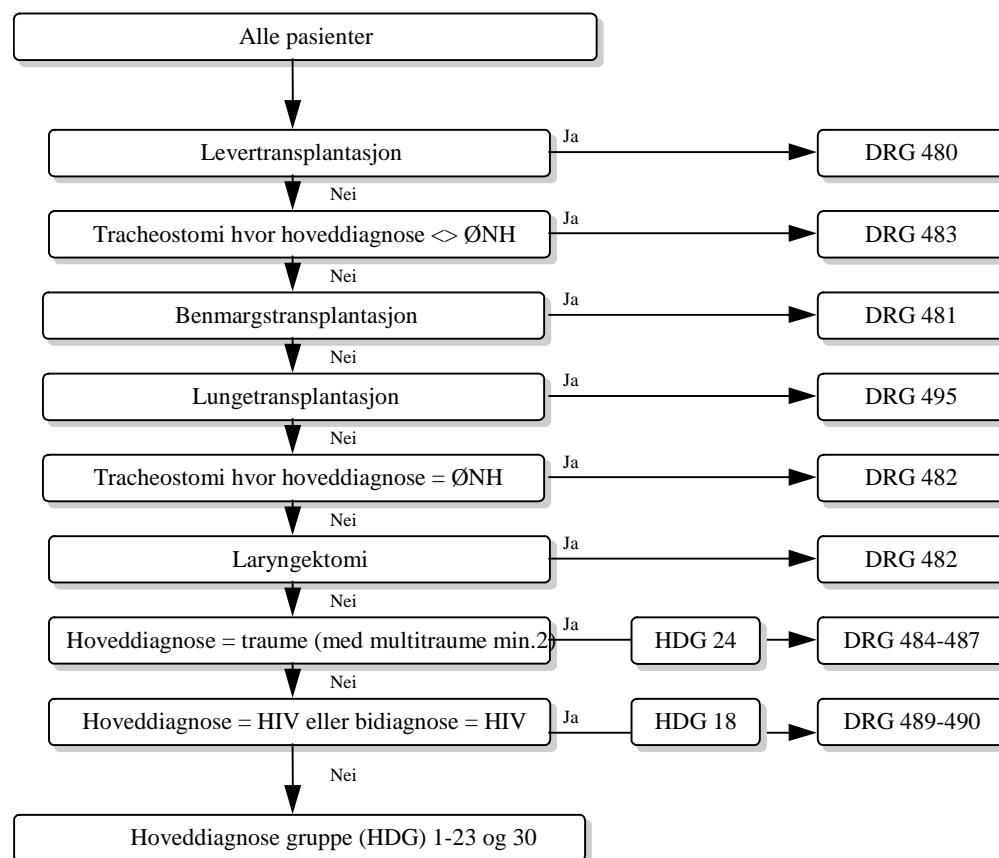 Alle pasienter
Ja
Levertransplantasjon
DRG 480
Nei
Ja
Tracheostomi hvor hoveddiagnose <> ØNH
DRG 483
Nei
Ja
Benmargstransplantasjon
DRG 481
Nei
Ja
Lungetransplantasjon
DRG 495
Nei
Ja
Tracheostomi hvor hoveddiagnose = ØNH
DRG 482
Nei
Ja
Laryngektomi
DRG 482
Nei
Ja
Hoveddiagnose = traume (med multitraume min.2)
HDG 24
DRG 484-487
Nei
Ja
Hoveddiagnose = HIV eller bidiagnose = HIV
HDG 18
DRG 489-490
Nei
Hoveddiagnose gruppe (HDG) 1-23 og 30